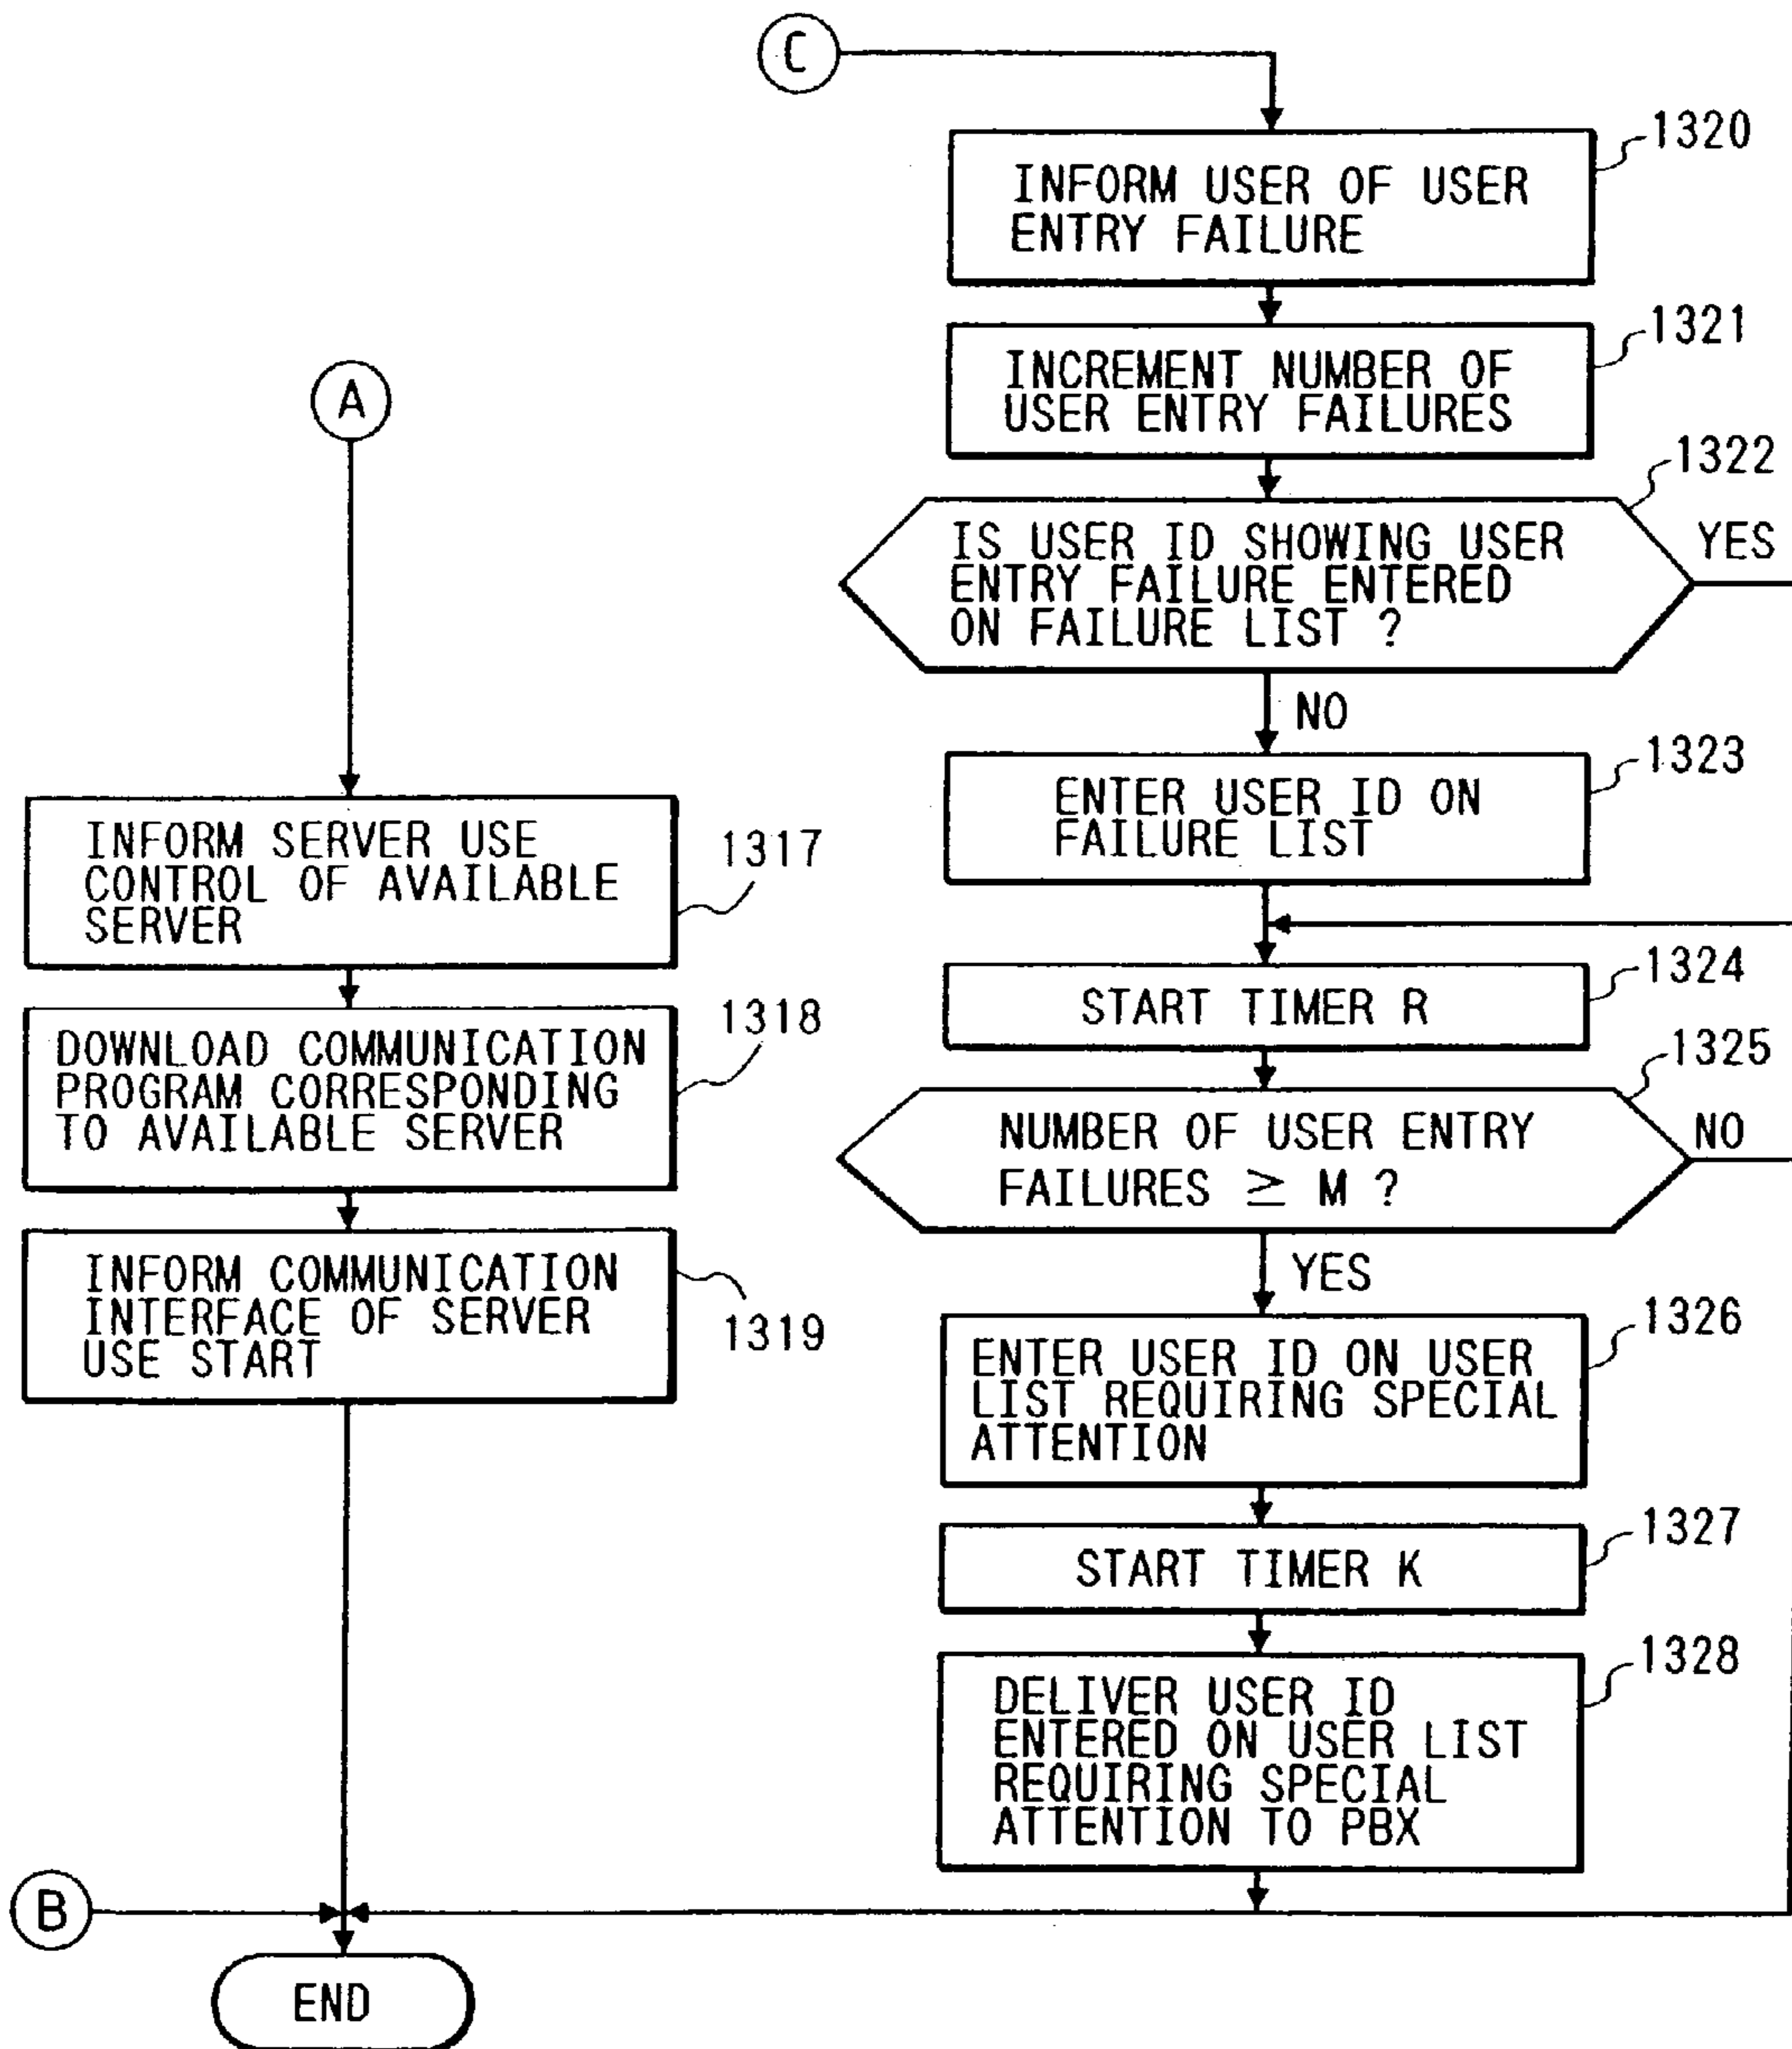 C
1320
INFORM USER OF USER
ENTRY FAILURE
1321
INCREMENT NUMBER OF
USER ENTRY FAILURES
1322
IS USER ID SHOWING USER
ENTRY FAILURE ENTERED
ON FAILURE LIST ?
YES
NO
1323
ENTER USER ID ON
FAILURE LIST
1324
START TIMER R
1325
NUMBER OF USER ENTRY
FAILURES ≧ M ?
NO
YES
1326
ENTER USER ID ON USER
LIST REQUIRING SPECIAL
ATTENTION
1327
START TIMER K
1328
DELIVER USER ID
ENTERED ON USER LIST
REQUIRING SPECIAL
ATTENTION TO PBX
A
INFORM SERVER USE
CONTROL OF AVAILABLE
SERVER
1317
DOWNLOAD COMMUNICATION
PROGRAM CORRESPONDING
TO AVAILABLE SERVER
1318
INFORM COMMUNICATION
INTERFACE OF SERVER
USE START
1319
B
END